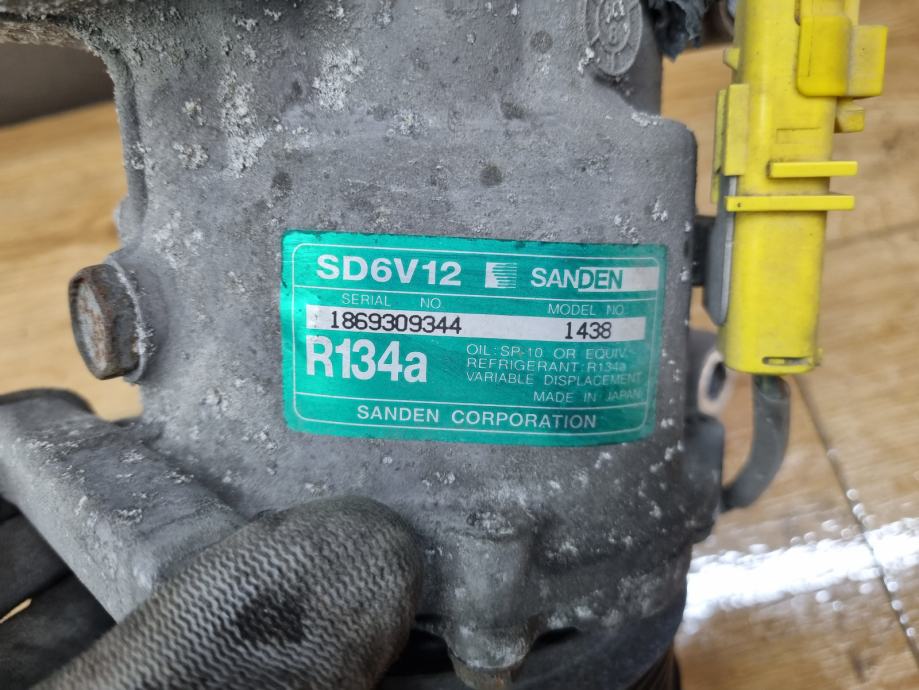 SD6V12 SANDEN
SERIAL NO MODEL NO.
1869309344 1438
R134a
OIL: SP-10 OR EQUIV.
REFRIGERANT: R134a
VARIABLE DISPLACEMENT
MADE IN JAPAN
SANDEN CORPORATION